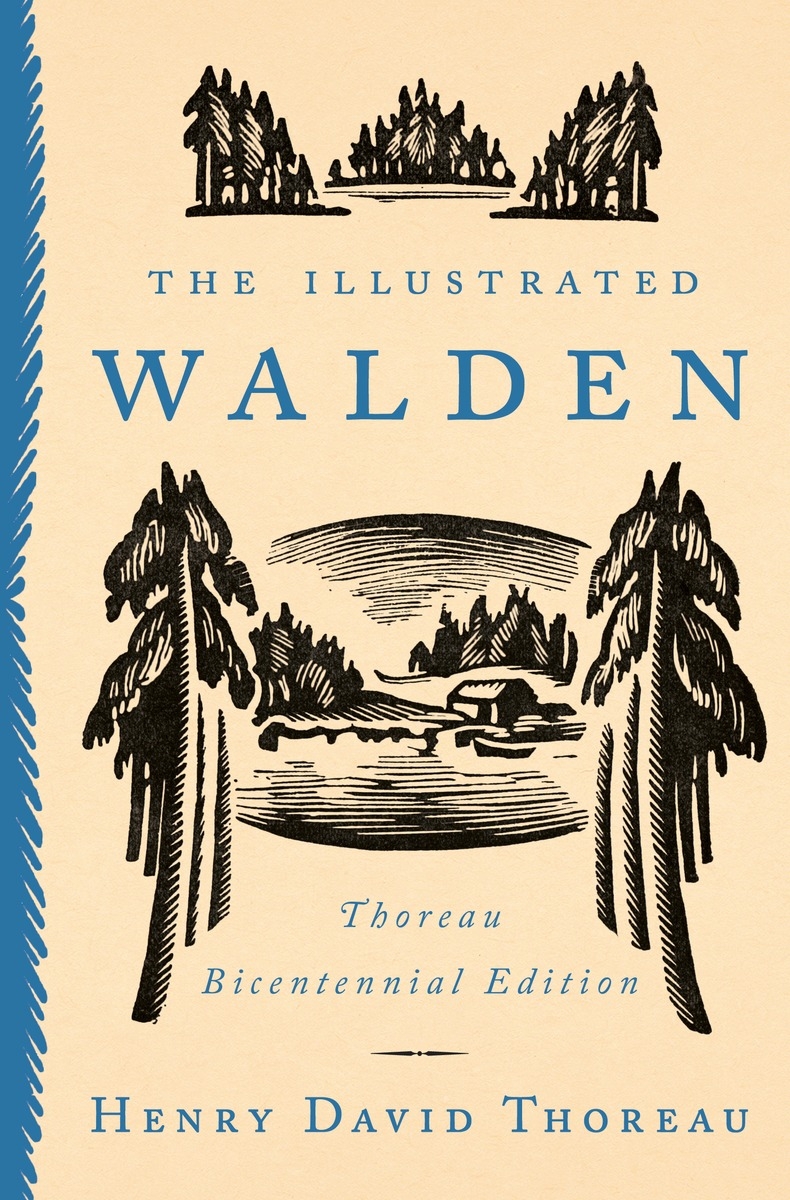 THE ILLUSTRATED
WALDEN
Thoreau
Bicentennial Edition
HENRY DAVID THOREAU